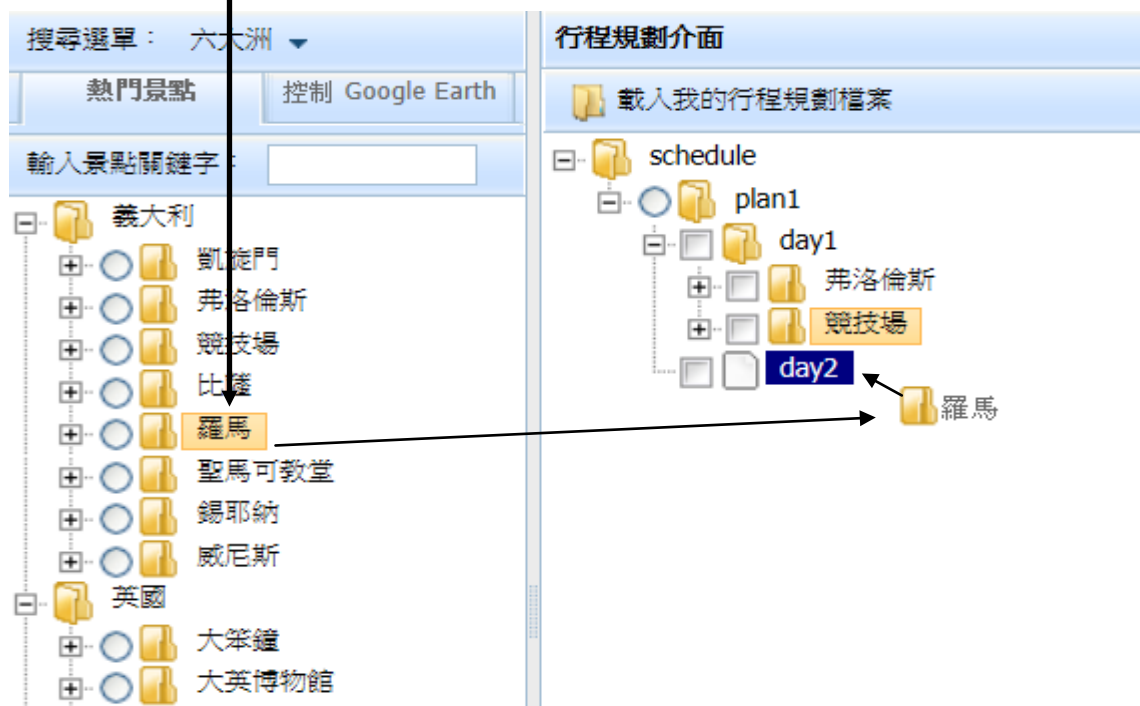 搜尋選單： 六大洲
熱門景點
控制 Google Earth
輸入景點關鍵字：
義大利
凱旋門
弗洛倫斯
競技場
比薩
羅馬
聖馬可教堂
錫耶納
威尼斯
英國
大笨鐘
大英博物館
行程規劃介面
載入我的行程規劃檔案
schedule
plan1
day1
弗洛倫斯
競技場
day2
羅馬